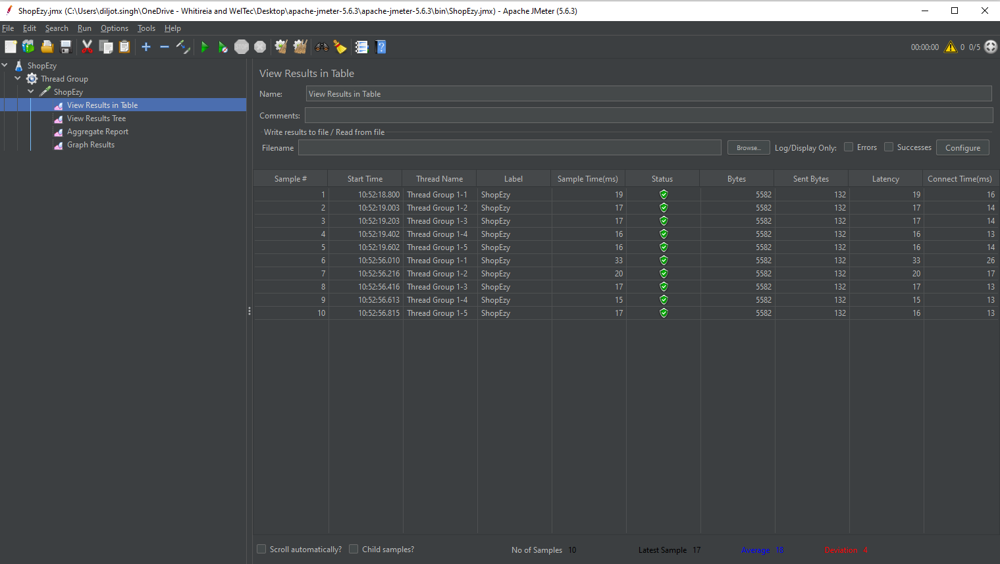 ShopEzy.jmx (C:\Users\diljot.singh\OneDrive - Whitireia and WelTec\Desktop\apache-jmeter-5.6.3\apache-jmeter-5.6.3\bin\ShopEzy.jmx) - Apache JMeter (5.6.3)
File Edit Search Run Options Tools Help
STOP 00:00:00 0 0/5
ShopEzy
Thread Group
ShopEzy
View Results in Table
View Results Tree
Aggregate Report
Graph Results
View Results in Table
Name: View Results in Table
Comments:
Write results to file / Read from file
Filename Browse... Log/Display Only: Errors Successes Configure
Sample # Start Time Thread Name Label Sample Time(ms) Status Bytes Sent Bytes Latency Connect Time(ms)
1 10:52:18.800 Thread Group 1-1 ShopEzy 19 5582 132 19 16
2 10:52:19.003 Thread Group 1-2 ShopEzy 17 5582 132 17 14
3 10:52:19.203 Thread Group 1-3 ShopEzy 17 5582 132 17 14
4 10:52:19.402 Thread Group 1-4 ShopEzy 16 5582 132 16 13
5 10:52:19.602 Thread Group 1-5 ShopEzy 16 5582 132 16 14
6 10:52:56.010 Thread Group 1-1 ShopEzy 33 5582 132 33 26
7 10:52:56.216 Thread Group 1-2 ShopEzy 20 5582 132 20 17
8 10:52:56.416 Thread Group 1-3 ShopEzy 17 5582 132 17 13
9 10:52:56.613 Thread Group 1-4 ShopEzy 15 5582 132 15 13
10 10:52:56.815 Thread Group 1-5 ShopEzy 17 5582 132 16 13
Scroll automatically? Child samples? No of Samples 10 Latest Sample 17 Average 18 Deviation 4